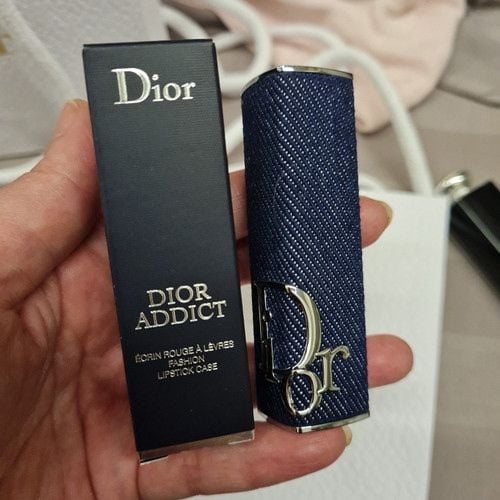 Dior
DIOR
ADDICT
ÉCRIN ROUGE À LÈVRES
FASHION
LIPSTICK CASE
Dior